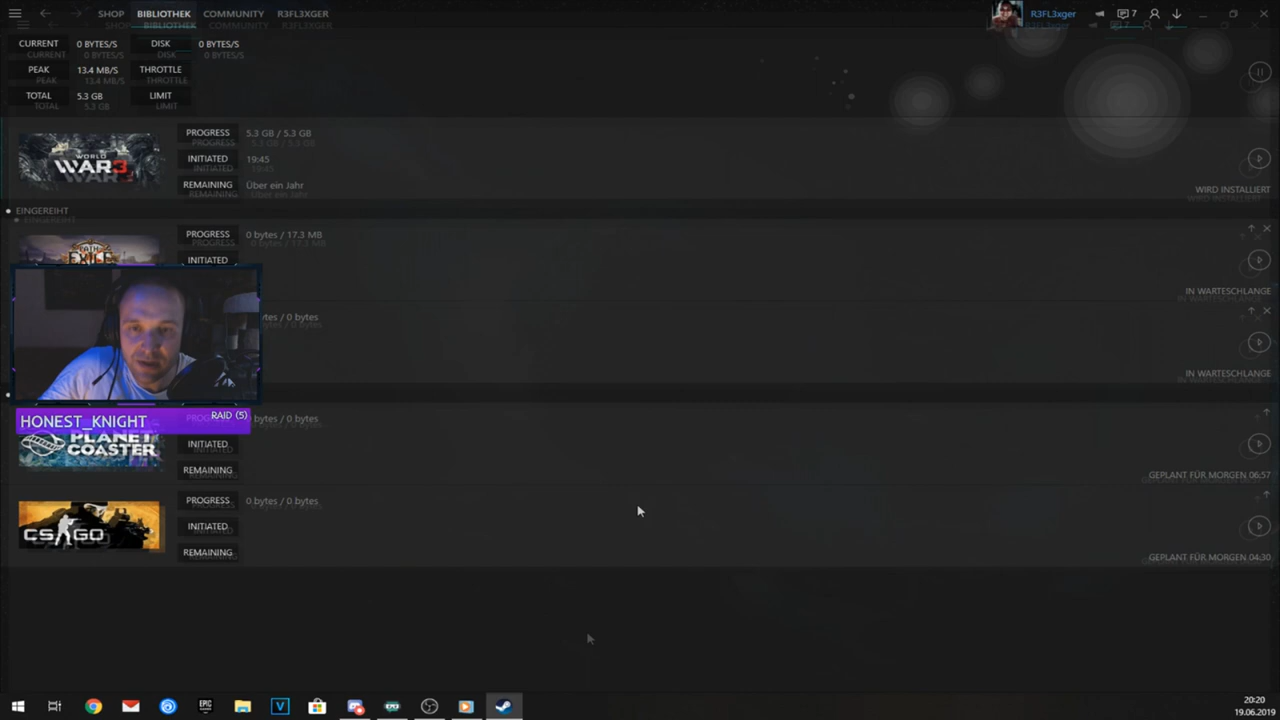 SHOP BIBLIOTHEK COMMUNITY R3FL3XGER
R3FL3xger
7
CURRENT 0 BYTES/S DISK 0 BYTES/S
PEAK 13.4 MB/S THROTTLE
TOTAL 5.3 GB LIMIT
WORLD
WAR3
PROGRESS 5.3 GB / 5.3 GB
INITIATED 19:45
REMAINING Über ein Jahr
WIRD INSTALLIERT
EINGEREIHT
PATH
EXILE
PROGRESS 0 bytes / 17.3 MB
INITIATED
IN WARTESCHLANGE
/ 0 bytes
IN WARTESCHLANGE
HONEST_KNIGHT RAID (5)
/ 0 bytes
PLANET
COASTER
INITIATED
REMAINING
GEPLANT FÜR MORGEN 06:57
CS GO
PROGRESS 0 bytes / 0 bytes
INITIATED
REMAINING
GEPLANT FÜR MORGEN 04:30
EPIC
V
20:20
19.06.2019